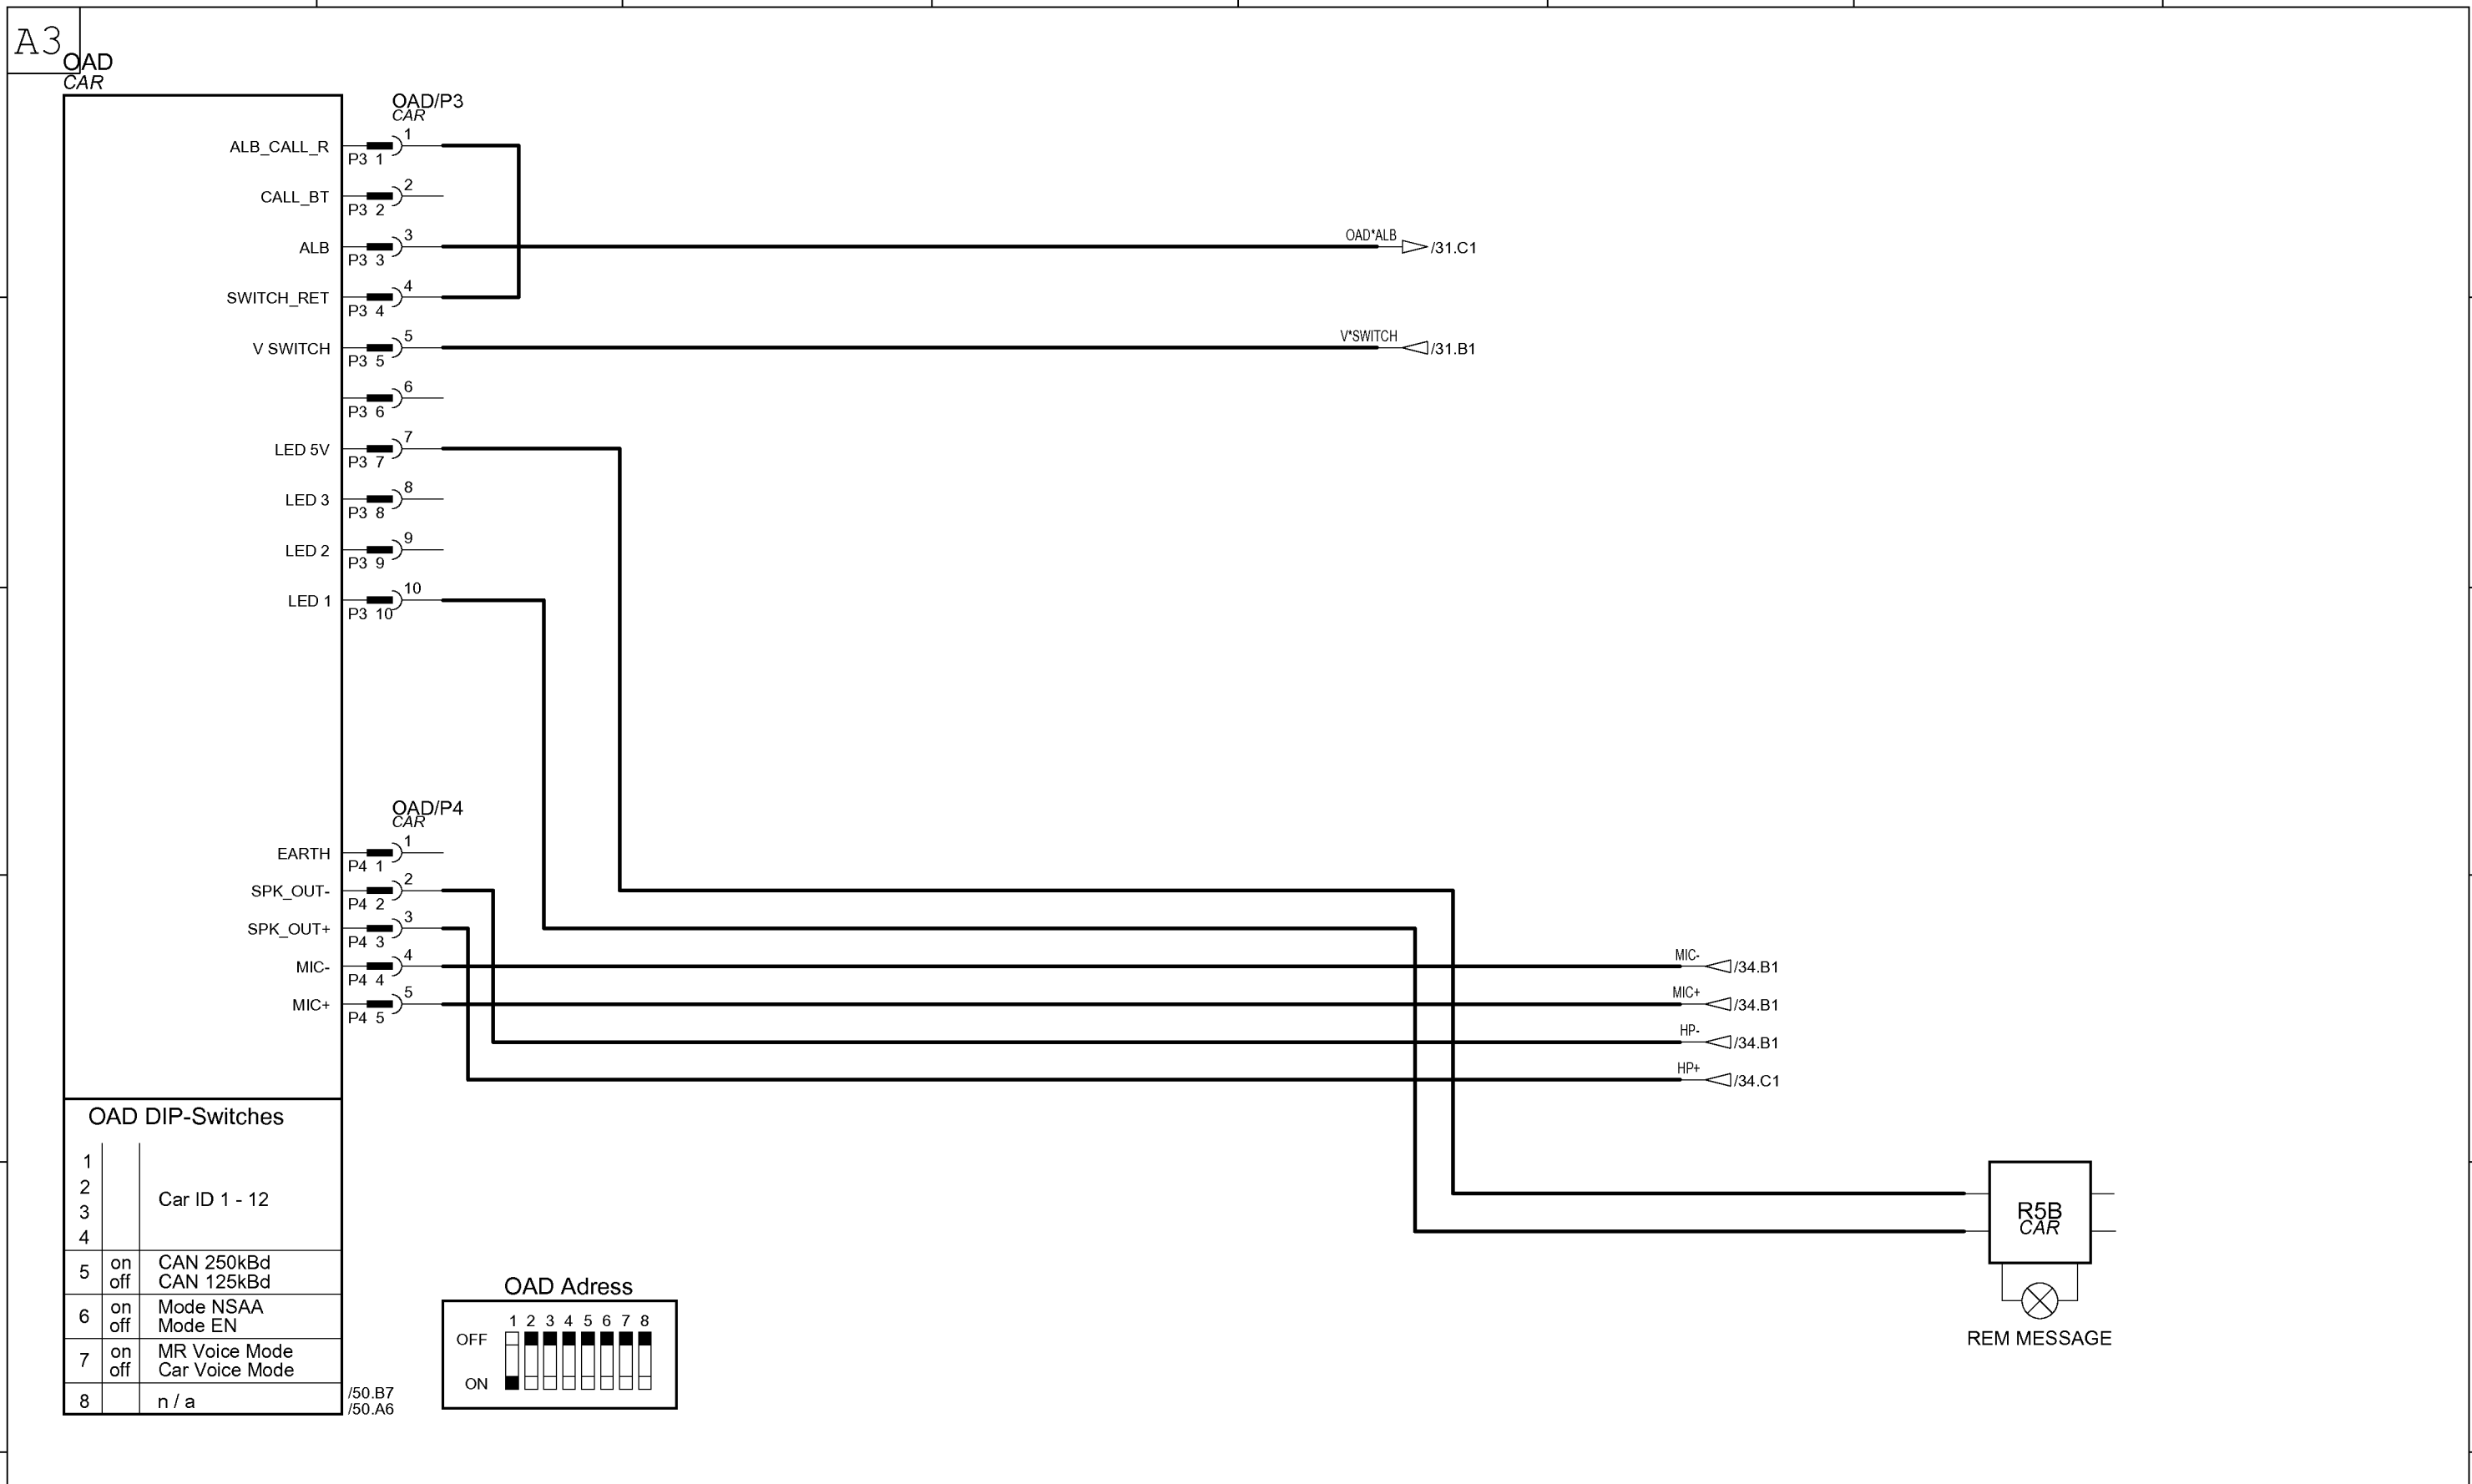 A3
OAD
CAR
OAD/P3
CAR
ALB_CALL_R P3 1 1
CALL_BT P3 2 2
ALB P3 3 3 OAD*ALB /31.C1
SWITCH_RET P3 4 4
V SWITCH P3 5 5 V*SWITCH /31.B1
P3 6 6
LED 5V P3 7 7
LED 3 P3 8 8
LED 2 P3 9 9
LED 1 P3 10 10
OAD/P4
CAR
EARTH P4 1 1
SPK_OUT- P4 2 2
SPK_OUT+ P4 3 3
MIC- P4 4 4 MIC- /34.B1
MIC+ P4 5 5 MIC+ /34.B1
HP- /34.B1
HP+ /34.C1
OAD DIP-Switches
1
2
3
4
Car ID 1 - 12
5 on CAN 250kBd
off CAN 125kBd
6 on Mode NSAA
off Mode EN
7 on MR Voice Mode
off Car Voice Mode
8 n / a
/50.B7
/50.A6
OAD Adress
1 2 3 4 5 6 7 8
OFF
ON
R5B
CAR
REM MESSAGE